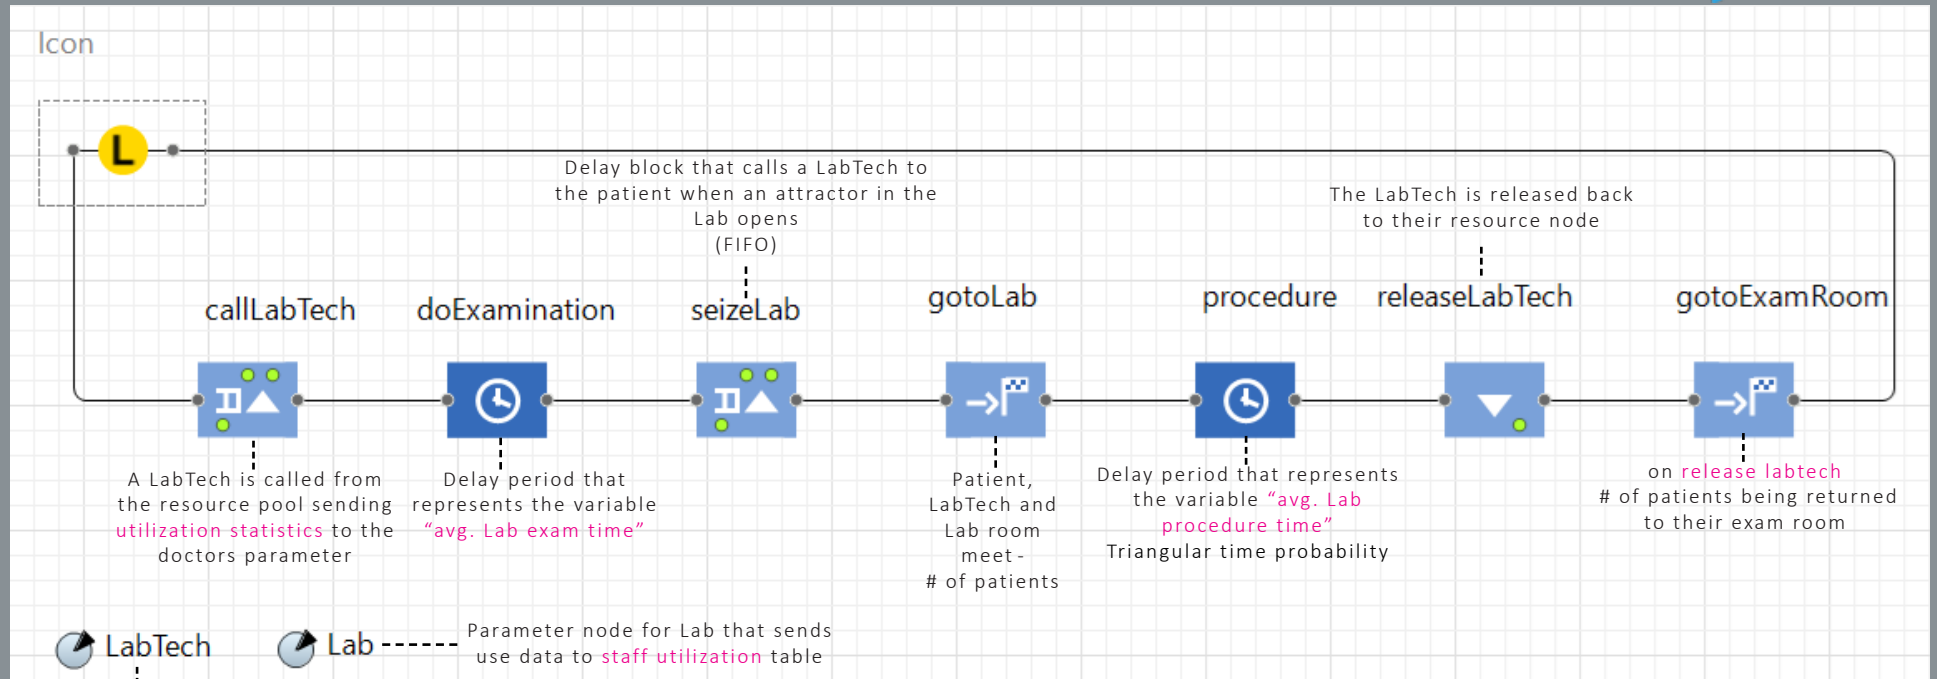 Icon
L
Delay block that calls a LabTech to
the patient when an attractor in the
Lab opens
(FIFO)
The LabTech is released back
to their resource node
callLabTech
doExamination
seizeLab
gotoLab
procedure
releaseLabTech
gotoExamRoom
A LabTech is called from
the resource pool sending
utilization statistics to the
doctors parameter
Delay period that
represents the variable
“avg. Lab exam time”
Patient,
LabTech and
Lab room
meet -
# of patients
Delay period that represents
the variable “avg. Lab
procedure time”
Triangular time probability
on release labtech
# of patients being returned
to their exam room
LabTech
Lab
Parameter node for Lab that sends
use data to staff utilization table